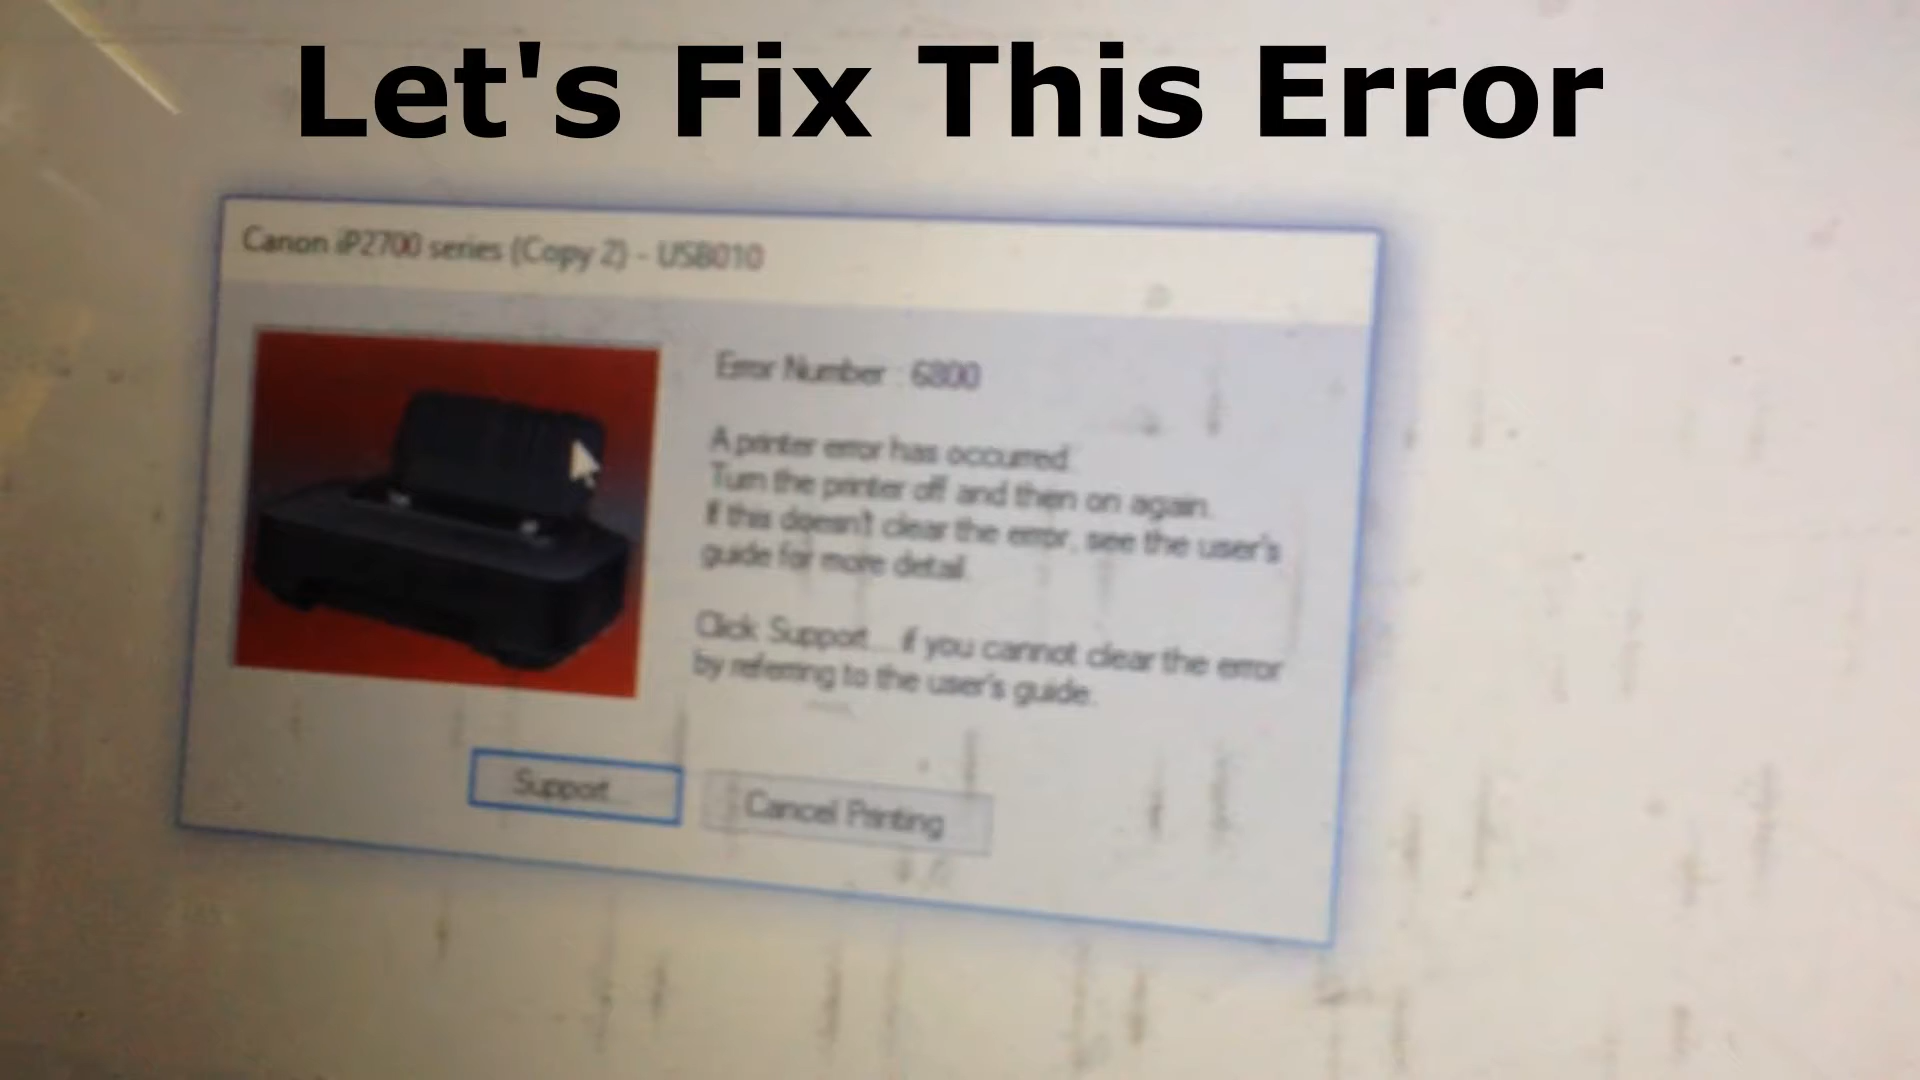 Let's Fix This Error
Canon iP2700 series (Copy 2) - USB010
Error Number : 6800
A printer error has occurred.
Turn the printer off and then on again.
If this doesn't clear the error, see the user's
guide for more detail.
Click Support... if you cannot clear the error
by referring to the user's guide.
Support...
Cancel Printing